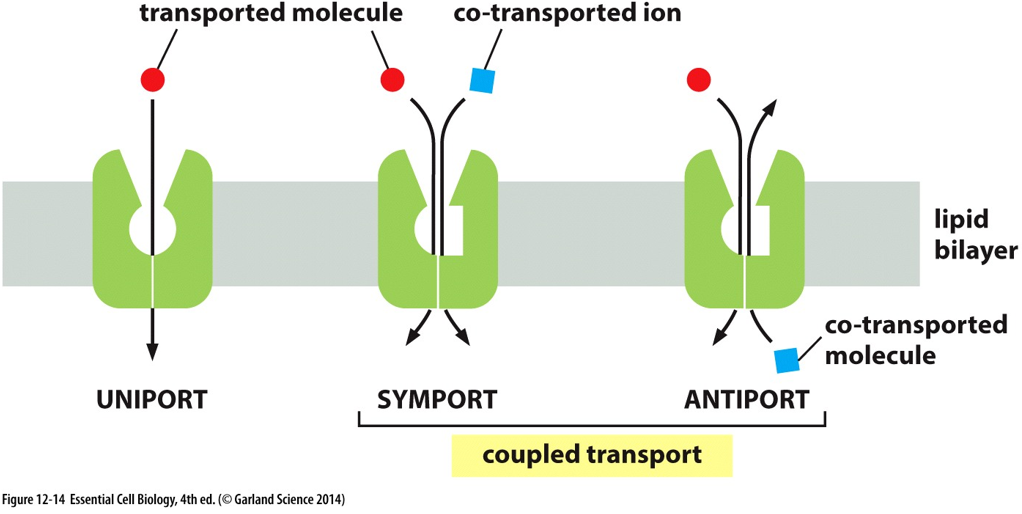 transported molecule
co-transported ion
lipid
bilayer
co-transported
molecule
UNIPORT
SYMPORT
ANTIPORT
coupled transport
Figure 12-14 Essential Cell Biology, 4th ed. (© Garland Science 2014)